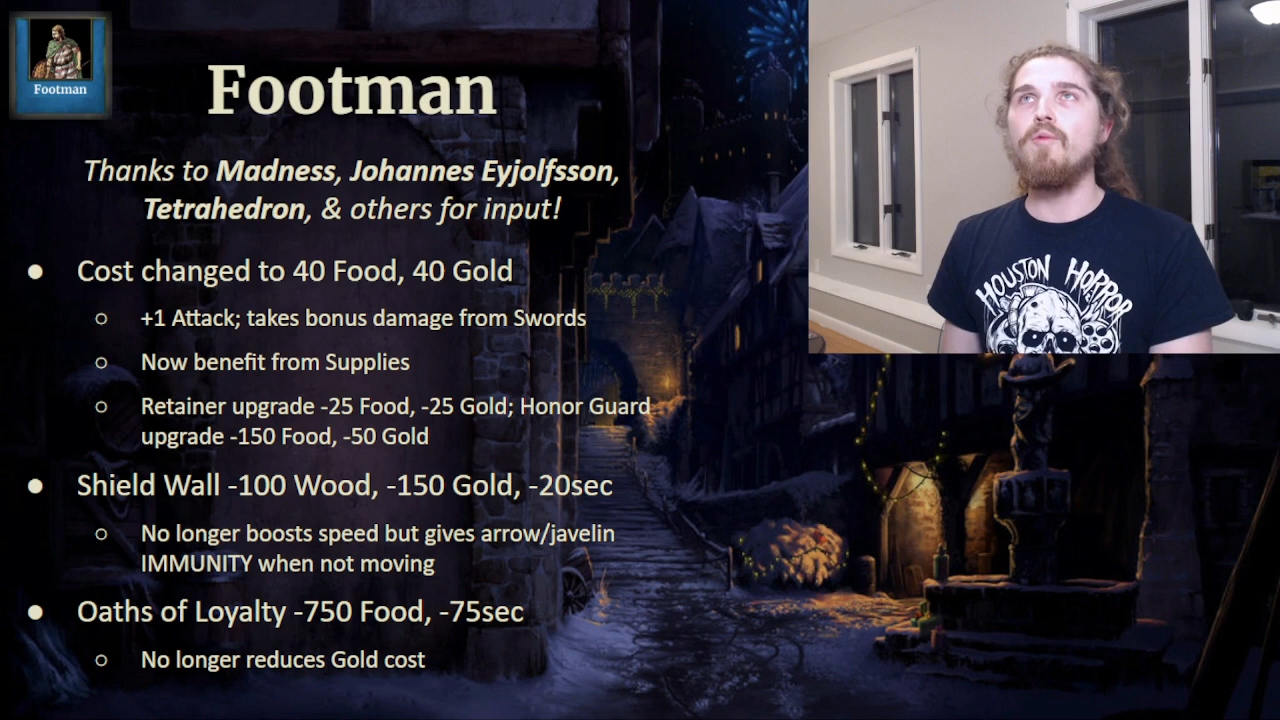 Footman
Footman
Thanks to Madness, Johannes Eyjolfsson,
Tetrahedron, & others for input!
● Cost changed to 40 Food, 40 Gold
○ +1 Attack; takes bonus damage from Swords
○ Now benefit from Supplies
○ Retainer upgrade -25 Food, -25 Gold; Honor Guard
upgrade -150 Food, -50 Gold
● Shield Wall -100 Wood, -150 Gold, -20sec
○ No longer boosts speed but gives arrow/javelin
IMMUNITY when not moving
● Oaths of Loyalty -750 Food, -75sec
○ No longer reduces Gold cost
HOUSTON HORROR